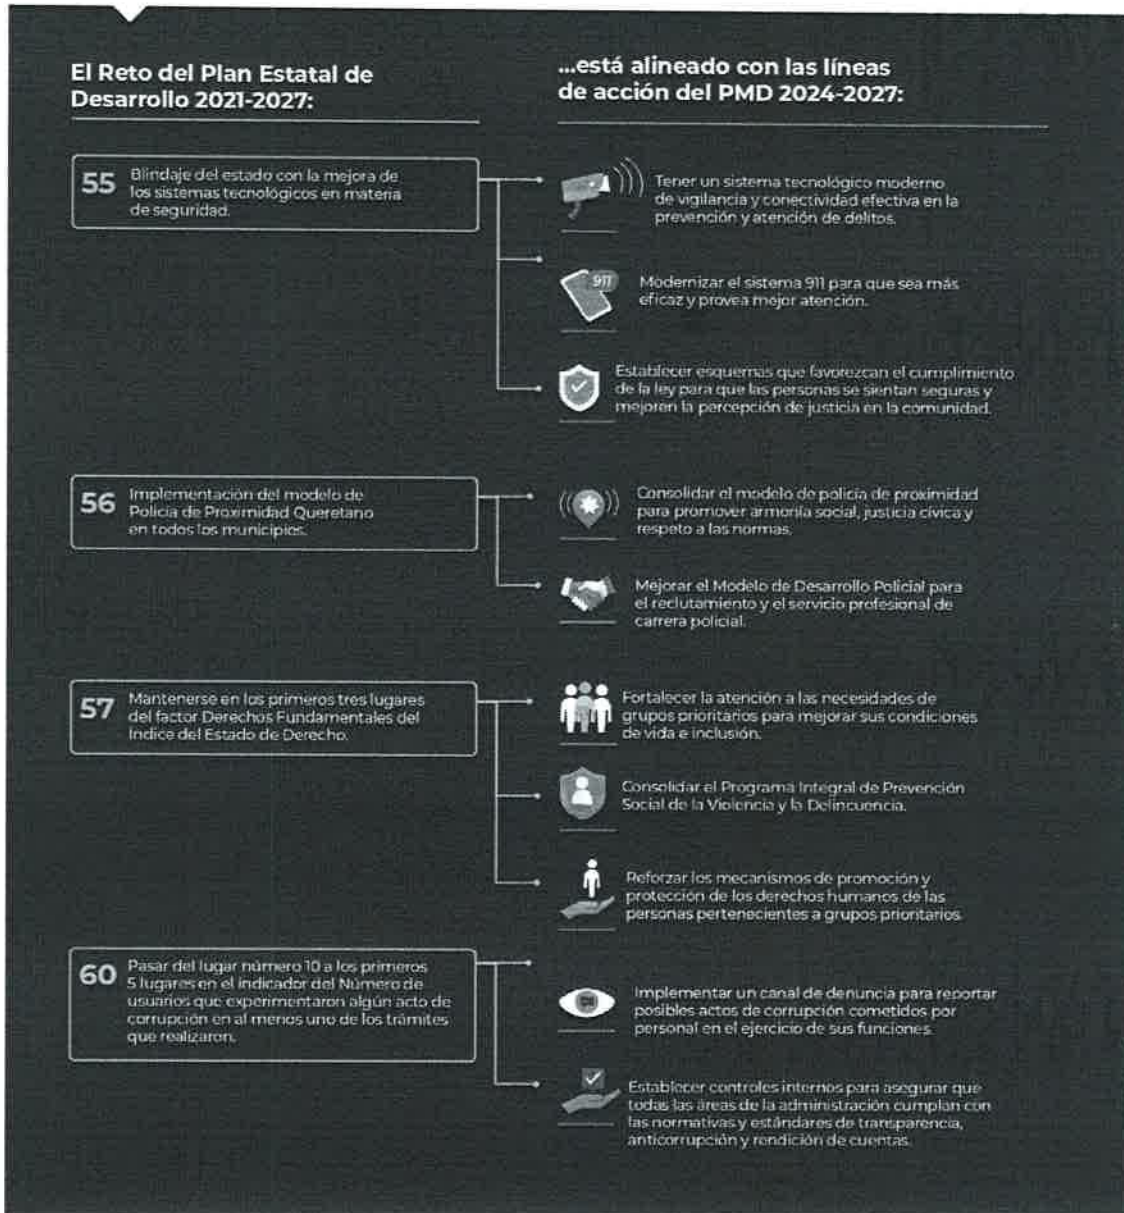 El Reto del Plan Estatal de
Desarrollo 2021-2027:
...está alineado con las líneas
de acción del PMD 2024-2027:
55 Blindaje del estado con la mejora de
los sistemas tecnológicos en materia
de seguridad.
Tener un sistema tecnológico moderno
de vigilancia y conectividad efectiva en la
prevención y atención de delitos.
911
Modernizar el sistema 911 para que sea más
eficaz y provea mejor atención.
Establecer esquemas que favorezcan el cumplimiento
de la ley para que las personas se sientan seguras y
mejoren la percepción de justicia en la comunidad.
56 Implementación del modelo de
Policía de Proximidad Queretano
en todos los municipios.
Consolidar el modelo de policía de proximidad
para promover armonía social, justicia cívica y
respeto a las normas.
Mejorar el Modelo de Desarrollo Policial para
el reclutamiento y el servicio profesional de
carrera policial.
57 Mantenerse en los primeros tres lugares
del factor Derechos Fundamentales del
Índice del Estado de Derecho.
Fortalecer la atención a las necesidades de
grupos prioritarios para mejorar sus condiciones
de vida e inclusión.
Consolidar el Programa Integral de Prevención
Social de la Violencia y la Delincuencia.
Reforzar los mecanismos de promoción y
protección de los derechos humanos de las
personas pertenecientes a grupos prioritarios.
60 Pasar del lugar número 10 a los primeros
5 lugares en el indicador del Número de
usuarios que experimentaron algún acto de
corrupción en al menos uno de los trámites
que realizaron.
Implementar un canal de denuncia para reportar
posibles actos de corrupción cometidos por
personal en el ejercicio de sus funciones.
Establecer controles internos para asegurar que
todas las áreas de la administración cumplan con
las normativas y estándares de transparencia,
anticorrupción y rendición de cuentas.